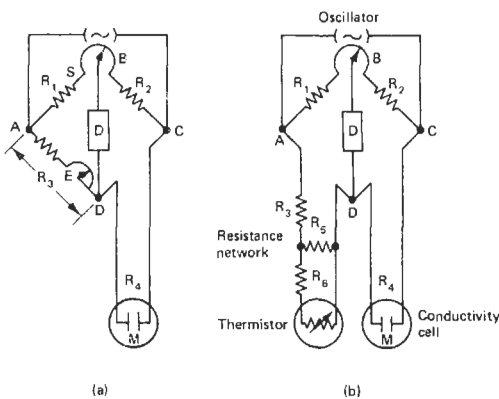 Oscillator
S
B
R1
R2
A
D
C
E
R3
D
R4
M
(a)
B
R1
R2
A
D
C
R3
D
R5
Resistance
network
R6
R4
Thermistor
M
Conductivity
cell
(b)